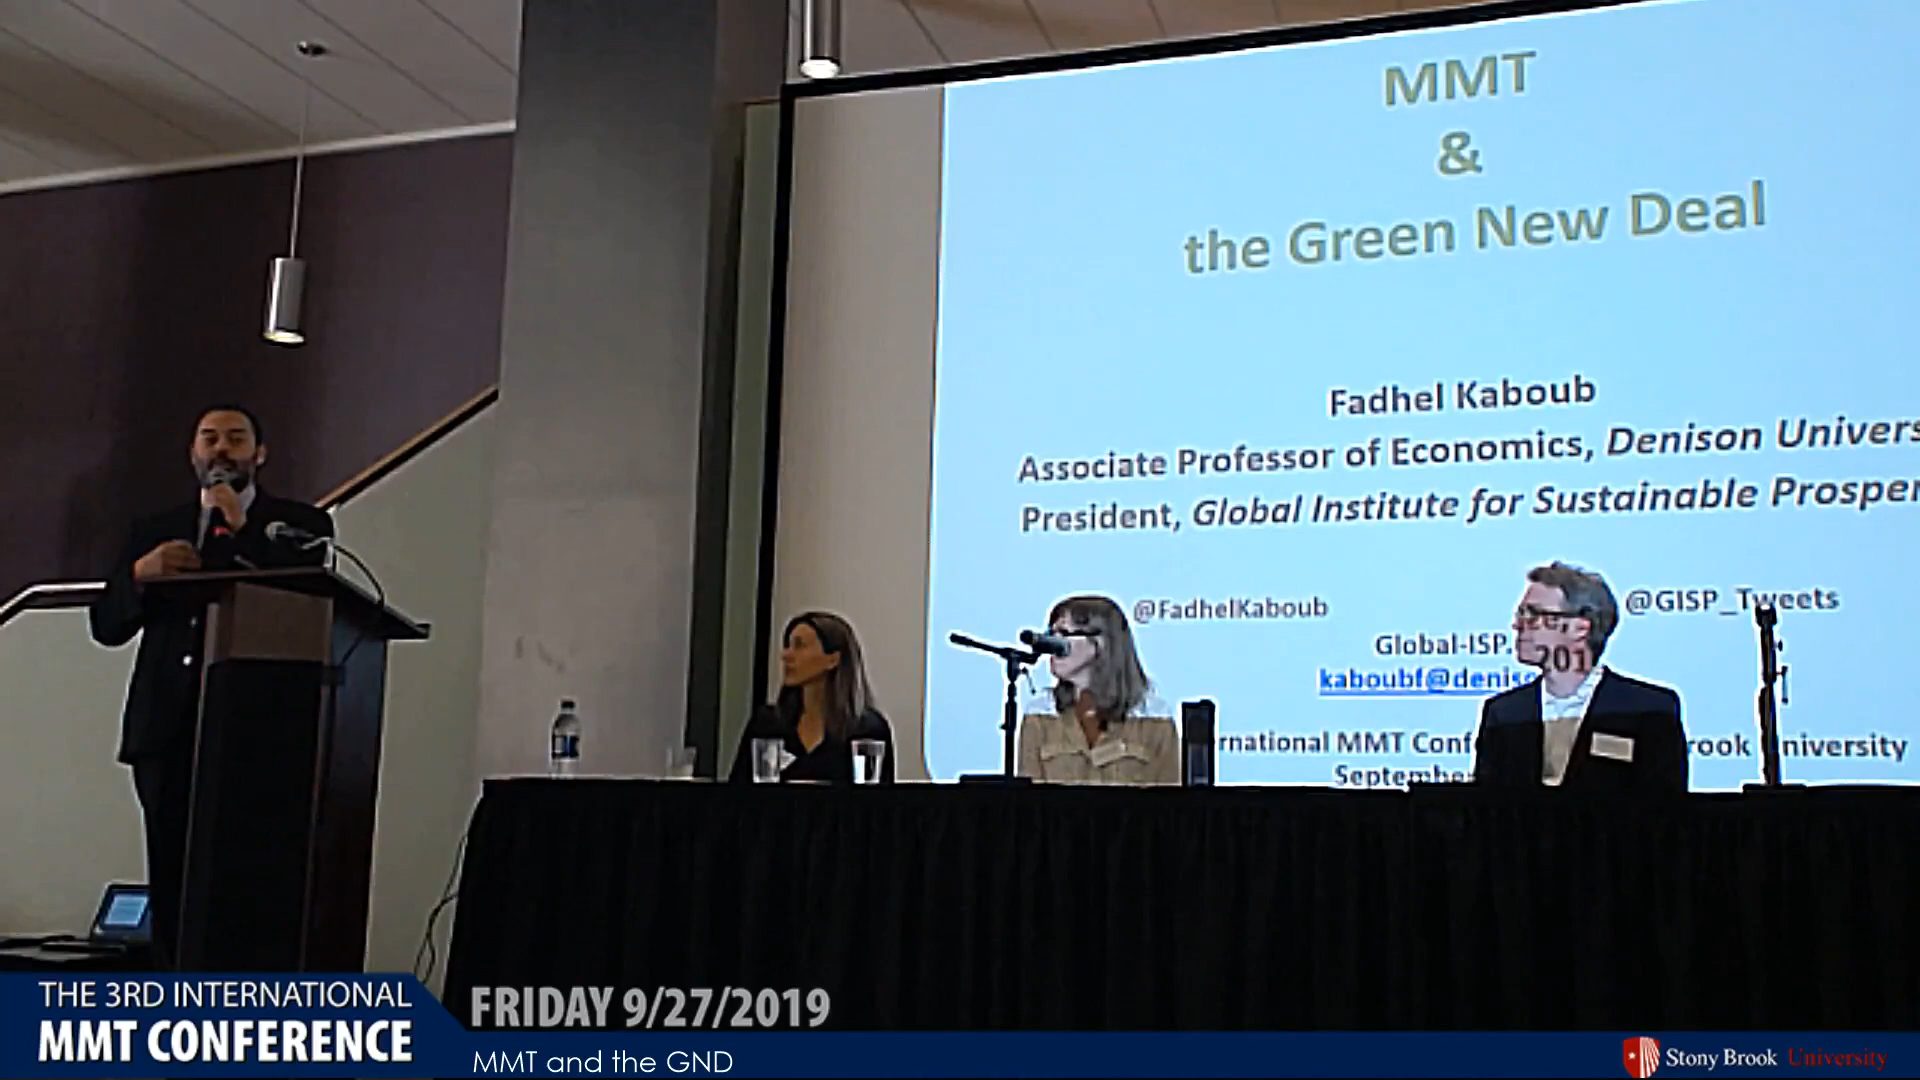 MMT
&
the Green New Deal
Fadhel Kaboub
Associate Professor of Economics, Denison Univers
President, Global Institute for Sustainable Prosper
@FadhelKaboub
@GISP_Tweets
Global-ISP.
kaboubf@denis
rnational MMT Conf rook niversity
September 201
THE 3RD INTERNATIONAL
MMT CONFERENCE
FRIDAY 9/27/2019
MMT and the GND
Stony Brook University